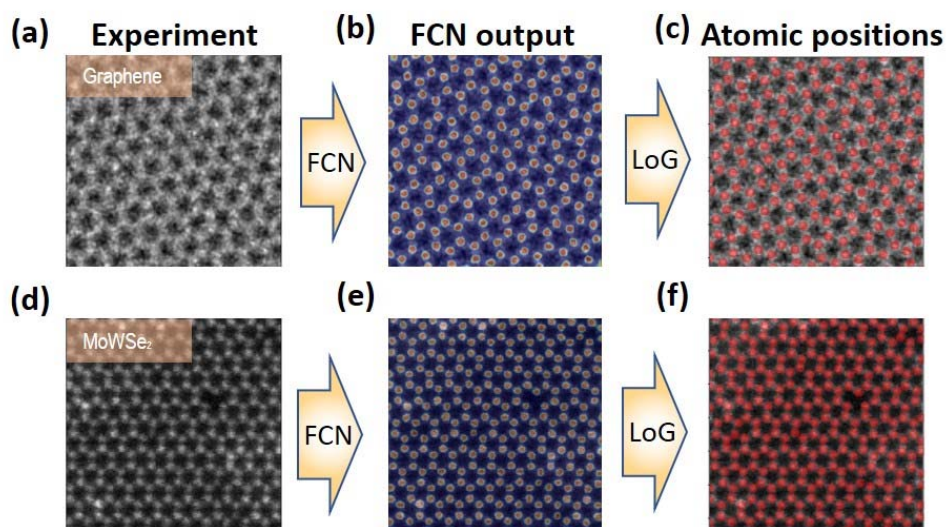 (a) Experiment (b) FCN output (c) Atomic positions
Graphene
FCN
LoG
(d) (e) (f)
MoWSe₂
FCN
LoG